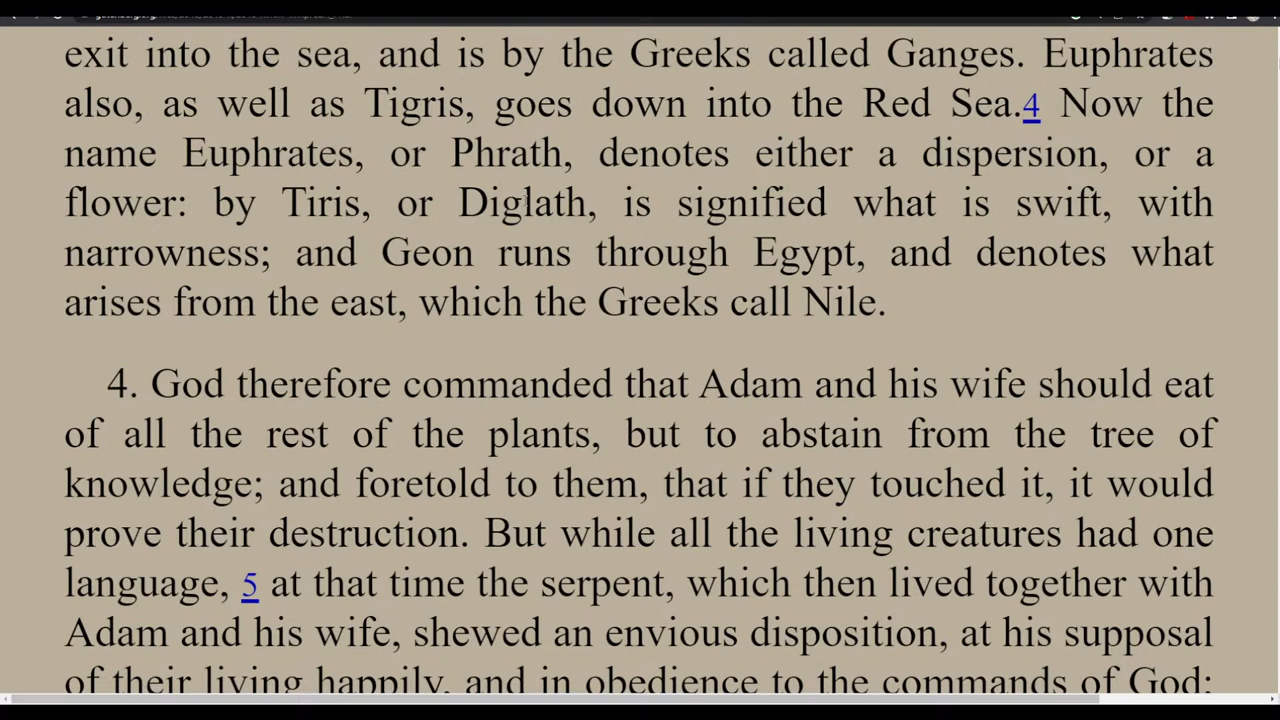 exit into the sea, and is by the Greeks called Ganges. Euphrates
also, as well as Tigris, goes down into the Red Sea.4 Now the
name Euphrates, or Phrath, denotes either a dispersion, or a
flower: by Tiris, or Diglath, is signified what is swift, with
narrowness; and Geon runs through Egypt, and denotes what
arises from the east, which the Greeks call Nile.
4. God therefore commanded that Adam and his wife should eat
of all the rest of the plants, but to abstain from the tree of
knowledge; and foretold to them, that if they touched it, it would
prove their destruction. But while all the living creatures had one
language, 5 at that time the serpent, which then lived together with
Adam and his wife, shewed an envious disposition, at his supposal
of their living happily, and in obedience to the commands of God;